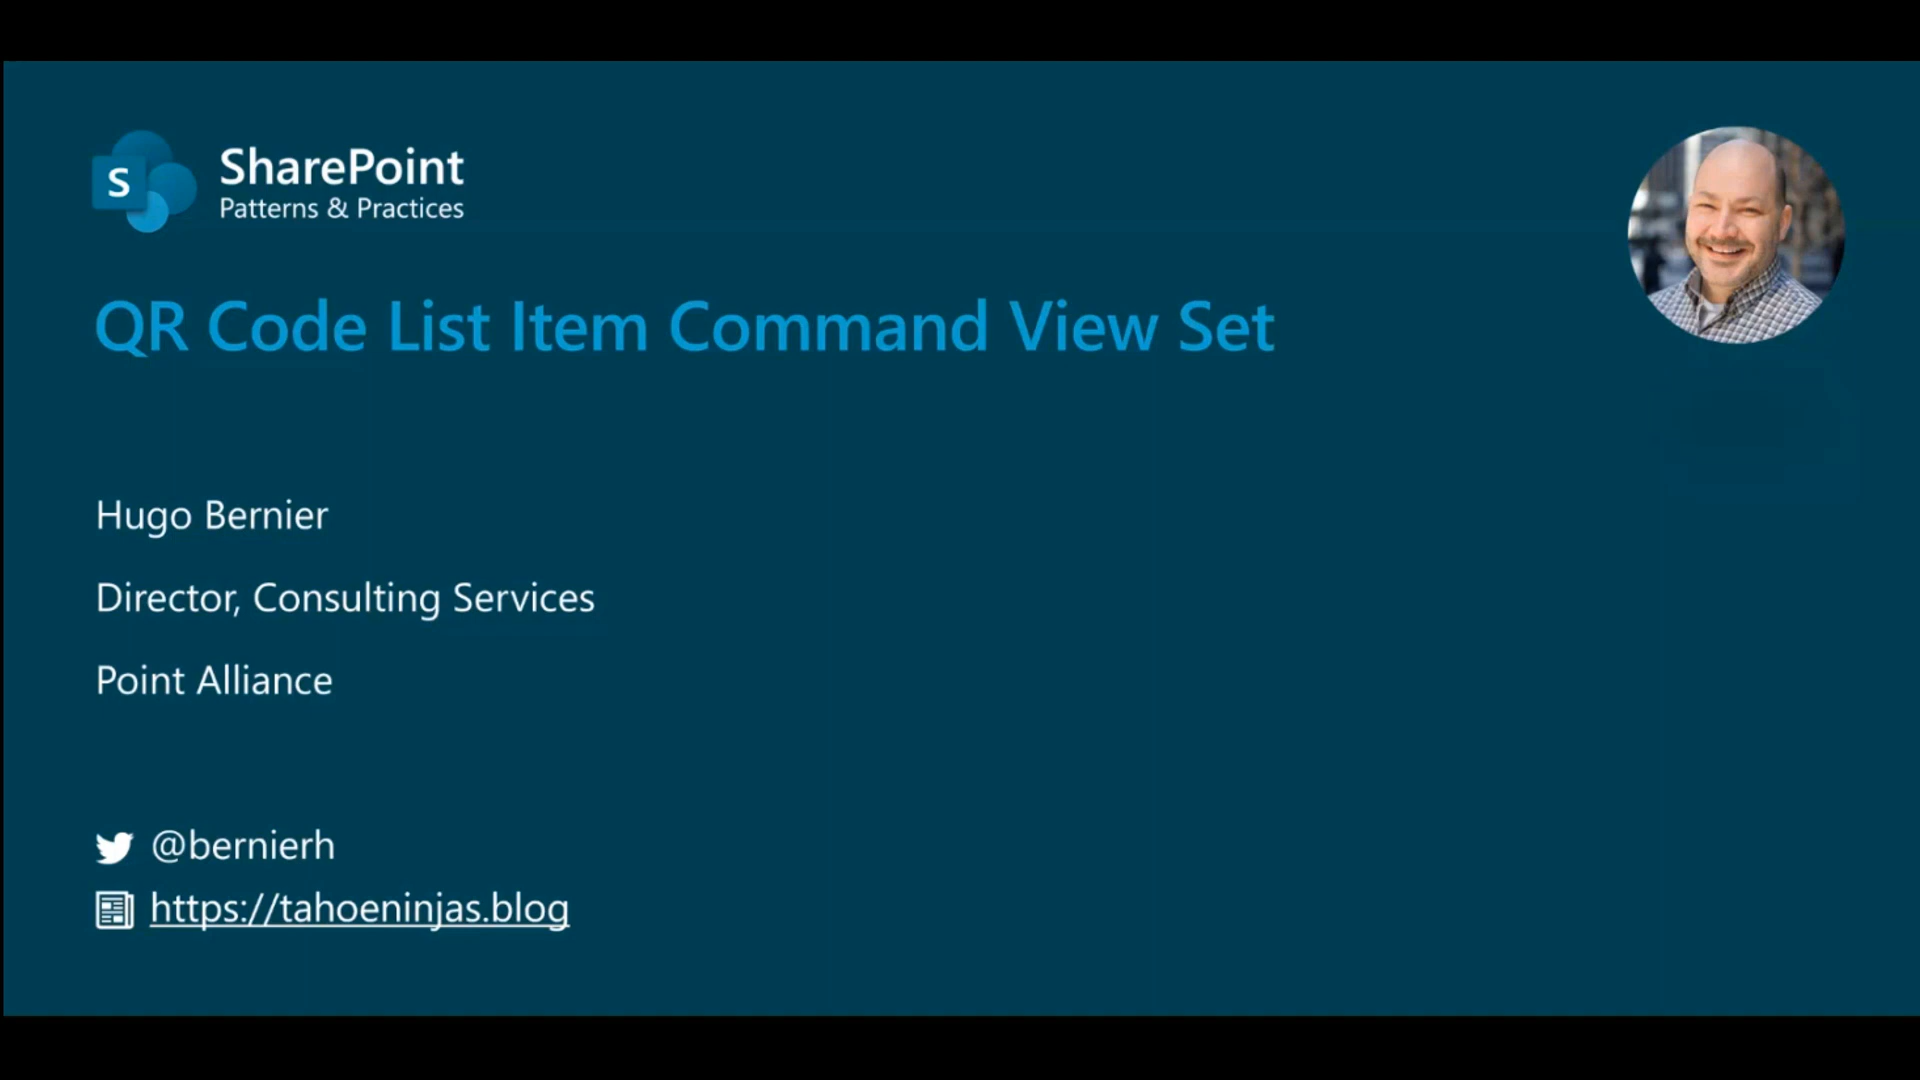 S
SharePoint
Patterns & Practices
QR Code List Item Command View Set
Hugo Bernier
Director, Consulting Services
Point Alliance
@bernierh
https://tahoeninjas.blog